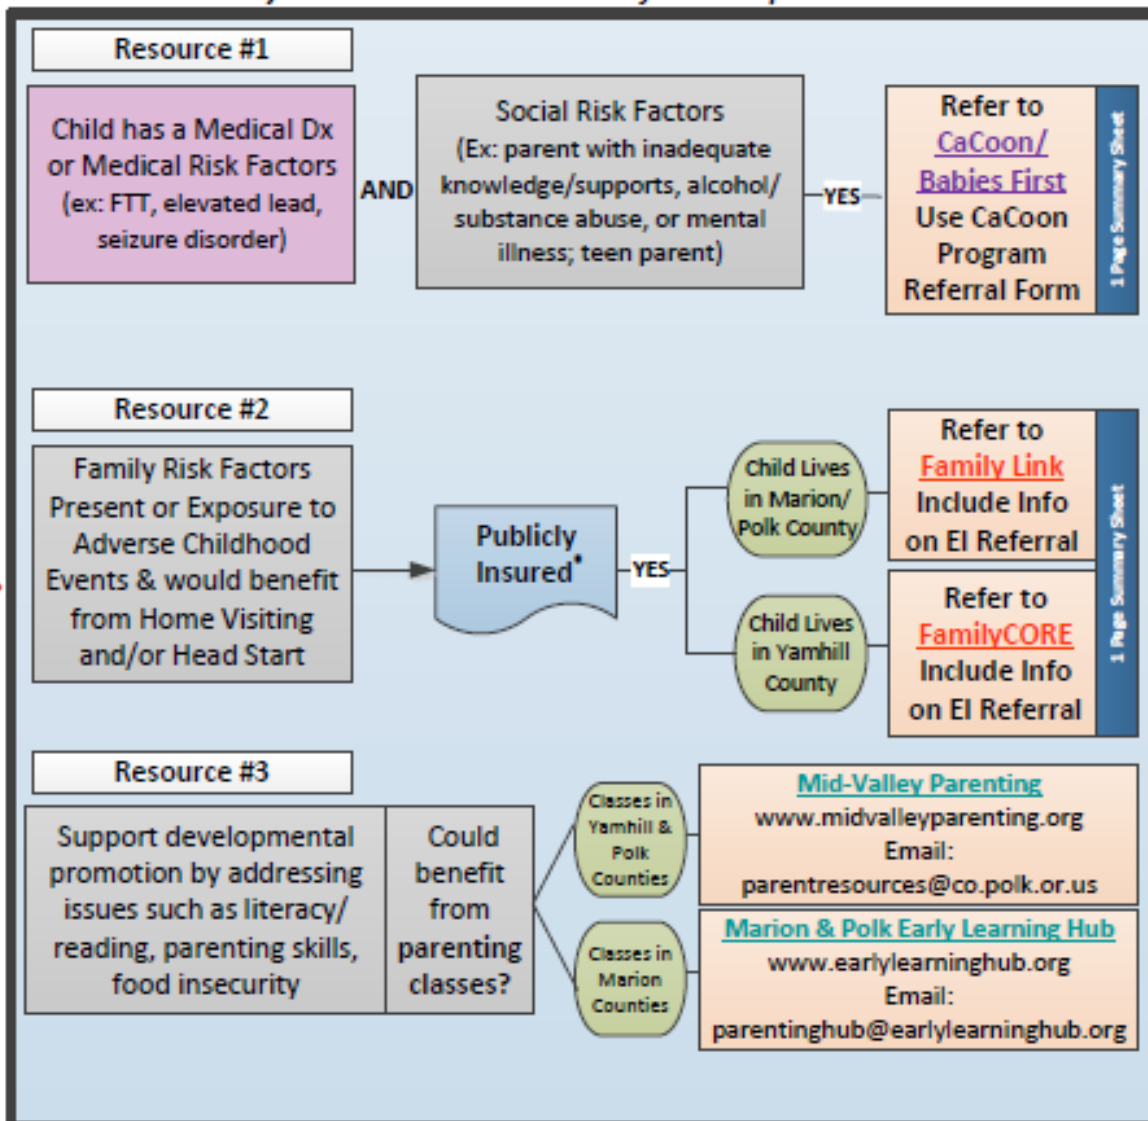 Resource #1
Child has a Medical Dx
or Medical Risk Factors
(ex: FTT, elevated lead,
seizure disorder)
AND
Social Risk Factors
(Ex: parent with inadequate
knowledge/supports, alcohol/
substance abuse, or mental
illness; teen parent)
YES
Refer to
CaCoon/
Babies First
Use CaCoon
Program
Referral Form
1 Page Summary Sheet
Resource #2
Family Risk Factors
Present or Exposure to
Adverse Childhood
Events & would benefit
from Home Visiting
and/or Head Start
Publicly
Insured*
YES
Child Lives
in Marion/
Polk County
Refer to
Family Link
Include Info
on EI Referral
Child Lives
in Yamhill
County
Refer to
FamilyCORE
Include Info
on EI Referral
1 Page Summary Sheet
Resource #3
Support developmental
promotion by addressing
issues such as literacy/
reading, parenting skills,
food insecurity
Could
benefit
from
parenting
classes?
Classes in
Yamhill &
Polk
Counties
Mid-Valley Parenting
www.midvalleyparenting.org
Email:
parentresources@co.polk.or.us
Classes in
Marion
Counties
Marion & Polk Early Learning Hub
www.earlylearninghub.org
Email:
parentinghub@earlylearninghub.org